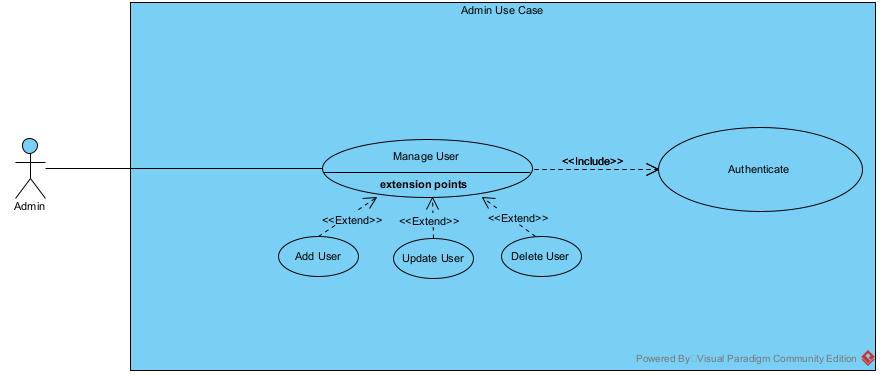 Admin Use Case
Manage User
extension points
<<Include>>
Authenticate
Admin
<<Extend>>
<<Extend>>
<<Extend>>
Add User
Update User
Delete User
Powered By Visual Paradigm Community Edition